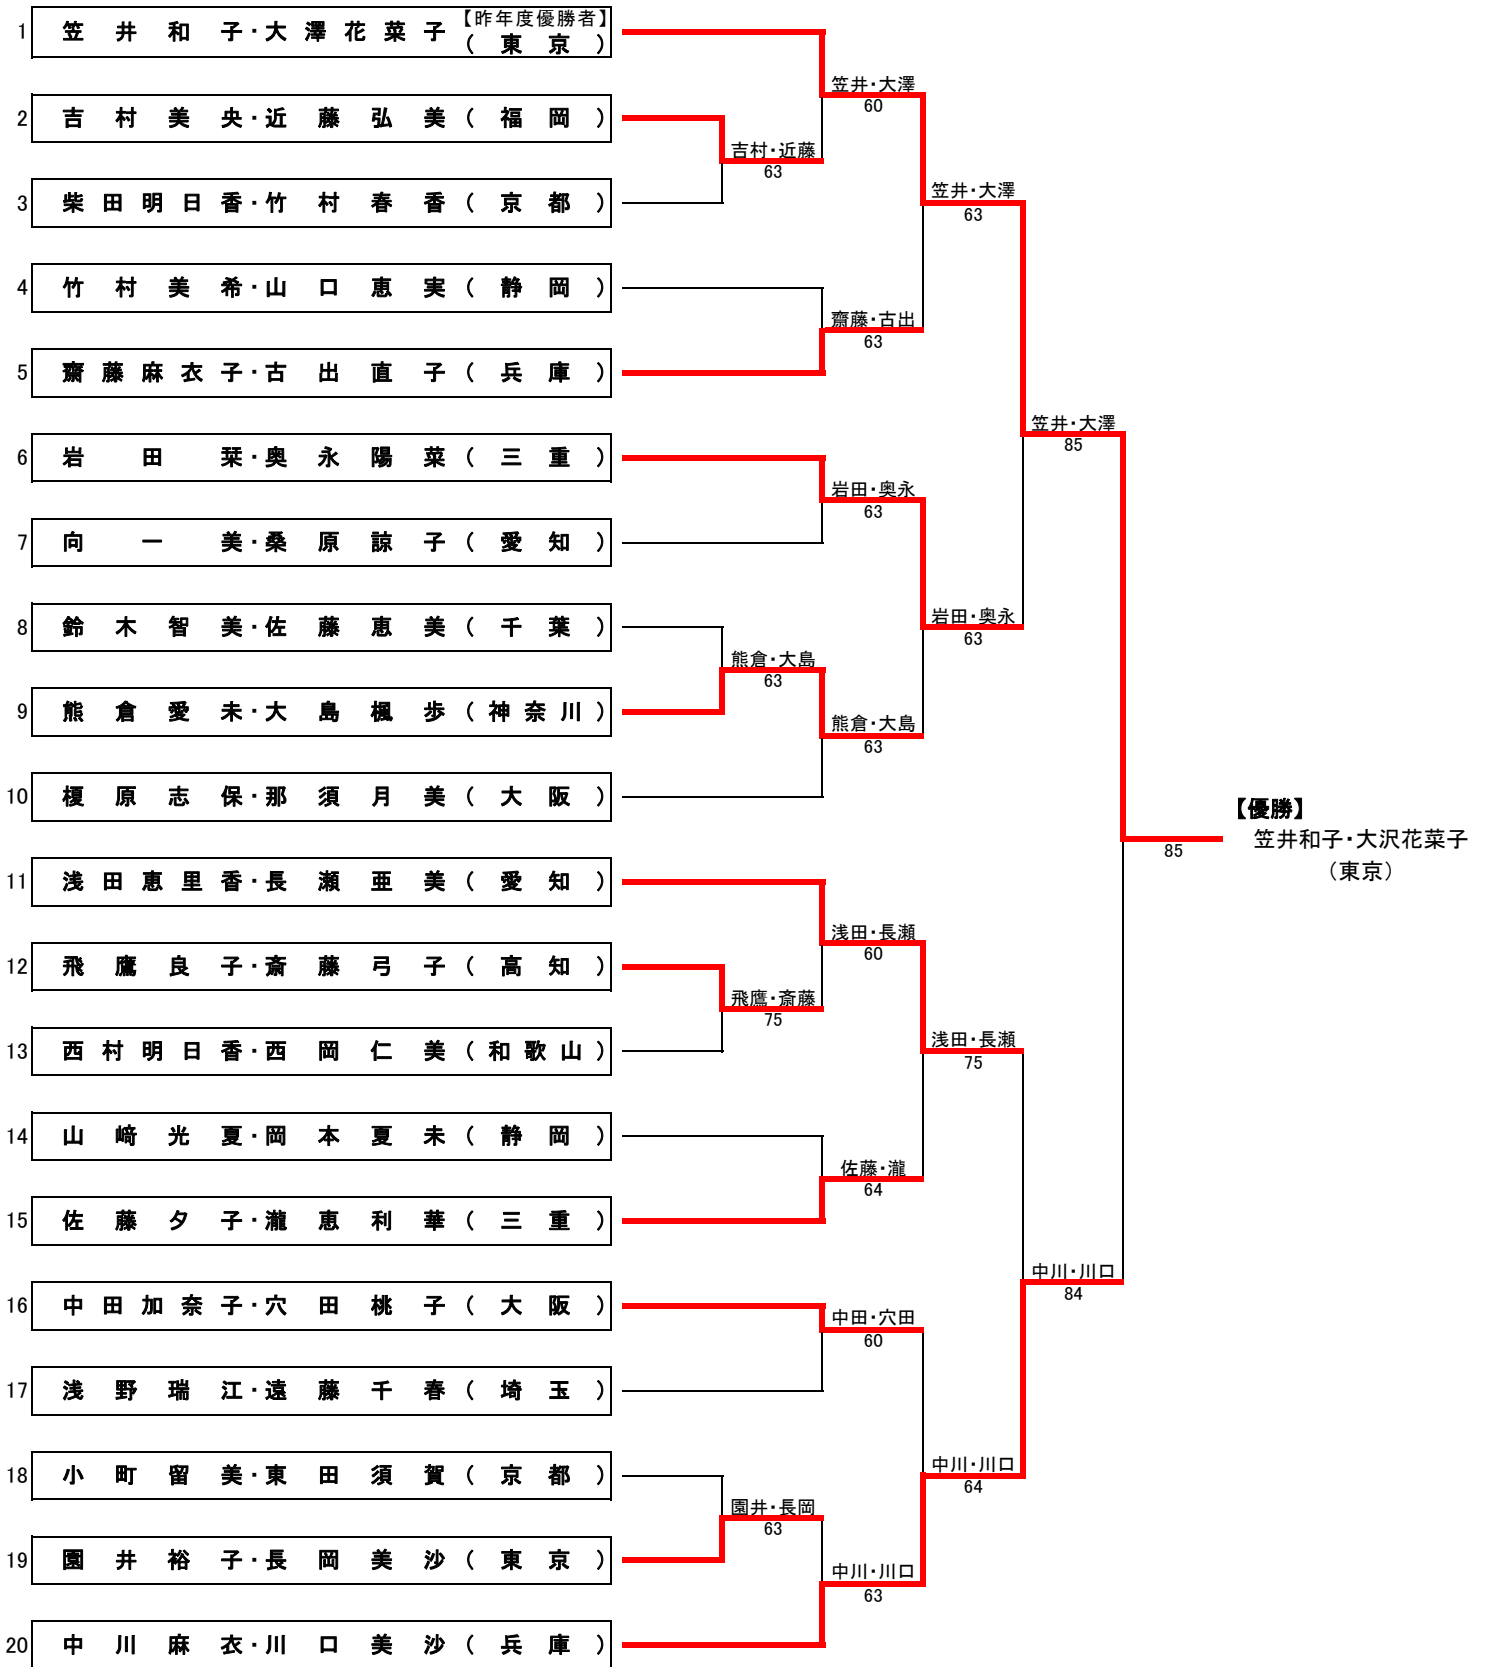 1 笠井和子・大澤花菜子 【昨年度優勝者】
(東京)
笠井・大澤
60
2 吉村美央・近藤弘美(福岡)
吉村・近藤
63
3 柴田明日香・竹村春香(京都)
笠井・大澤
63
4 竹村美希・山口恵実(静岡)
齋藤・古出
63
5 齋藤麻衣子・古出直子(兵庫)
笠井・大澤
85
6 岩田栞・奥永陽菜(三重)
岩田・奥永
63
7 向一美・桑原諒子(愛知)
岩田・奥永
63
8 鈴木智美・佐藤恵美(千葉)
熊倉・大島
63
9 熊倉愛未・大島楓歩(神奈川)
熊倉・大島
63
10 榎原志保・那須月美(大阪)
【優勝】
笠井和子・大沢花菜子
85
(東京)
11 浅田恵里香・長瀬亜美(愛知)
浅田・長瀬
60
12 飛鷹良子・斎藤弓子(高知)
飛鷹・斎藤
75
13 西村明日香・西岡仁美(和歌山)
浅田・長瀬
75
14 山﨑光夏・岡本夏未(静岡)
佐藤・瀧
64
15 佐藤夕子・瀧恵利華(三重)
中川・川口
84
16 中田加奈子・穴田桃子(大阪)
中田・穴田
60
17 浅野瑞江・遠藤千春(埼玉)
中川・川口
64
18 小町留美・東田須賀(京都)
園井・長岡
63
19 園井裕子・長岡美沙(東京)
中川・川口
63
20 中川麻衣・川口美沙(兵庫)